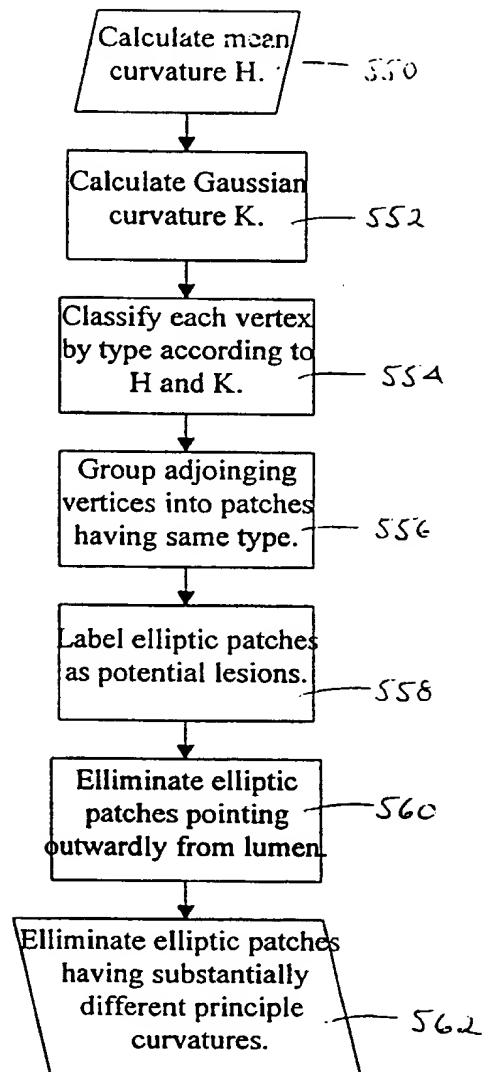 Calculate mean
curvature H.
550
Calculate Gaussian
curvature K.
552
Classify each vertex
by type according to
H and K.
554
Group adjoinging
vertices into patches
having same type.
556
Label elliptic patches
as potential lesions.
558
Elliminate elliptic
patches pointing
outwardly from lumen.
560
Elliminate elliptic patches
having substantially
different principle
curvatures.
562